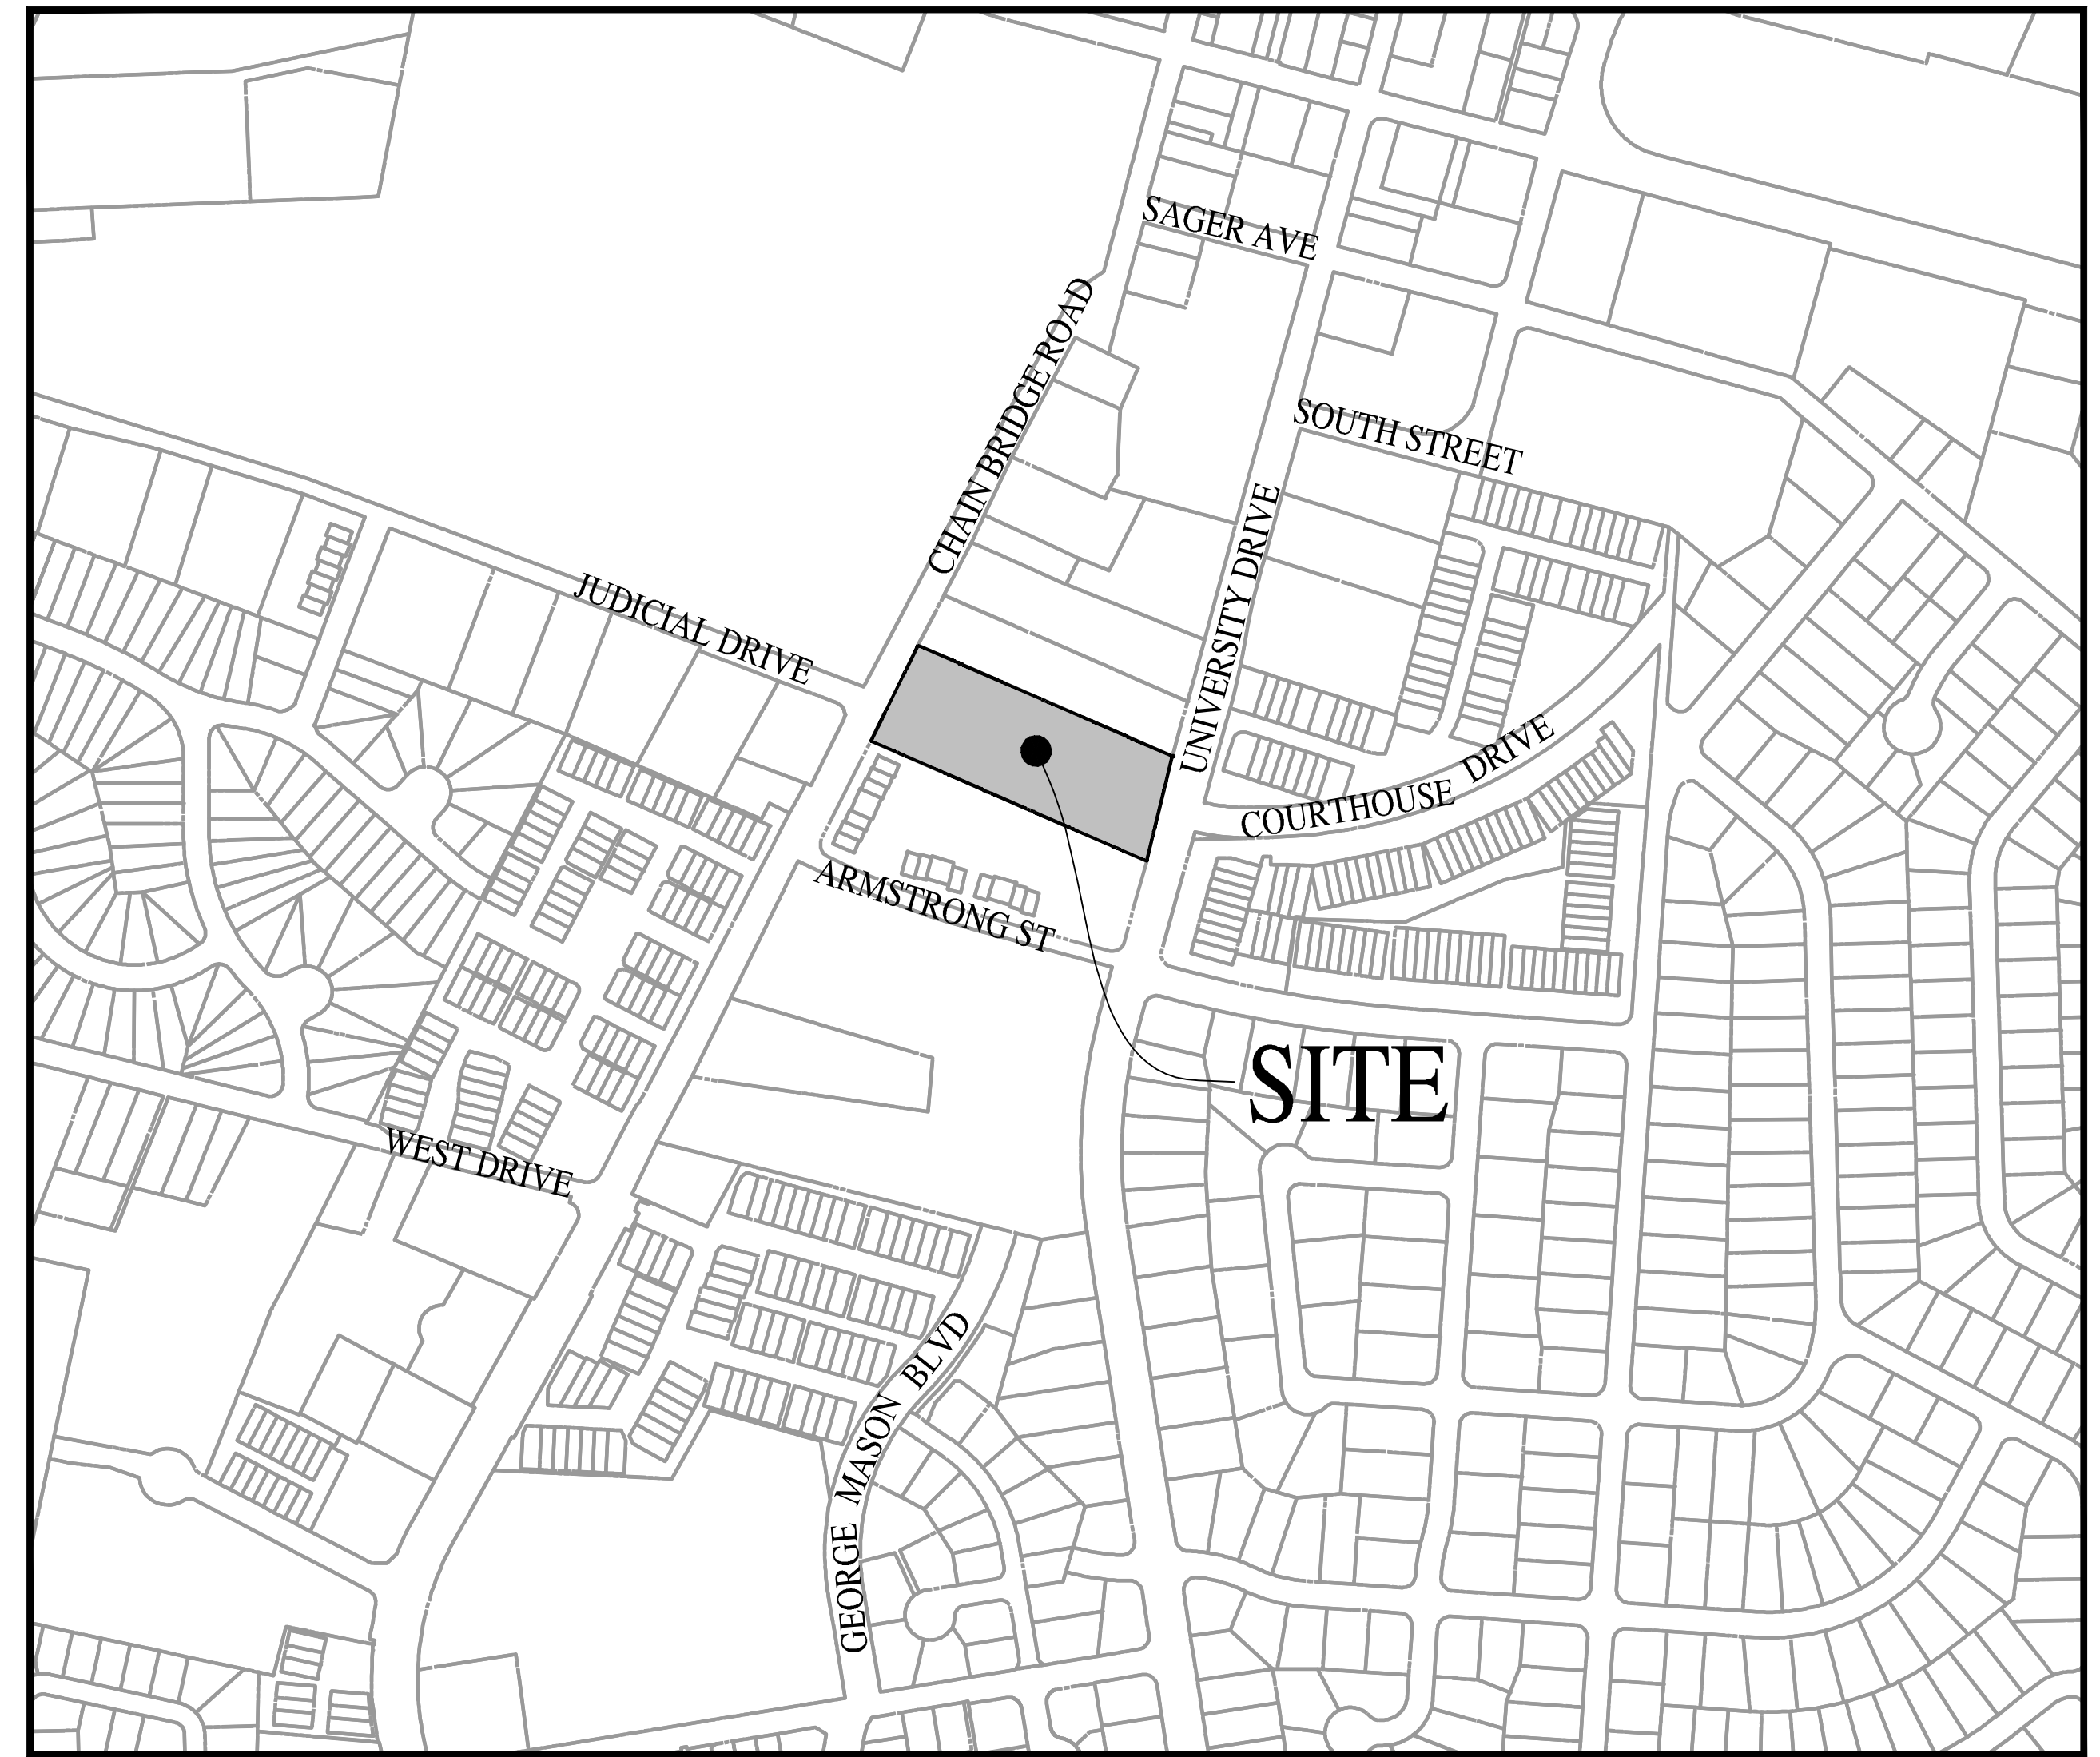 SAGER AVE
CHAIN BRIDGE ROAD
SOUTH STREET
UNIVERSITY DRIVE
JUDICIAL DRIVE
COURTHOUSE DRIVE
ARMSTRONG ST
SITE
WEST DRIVE
GEORGE MASON BLVD